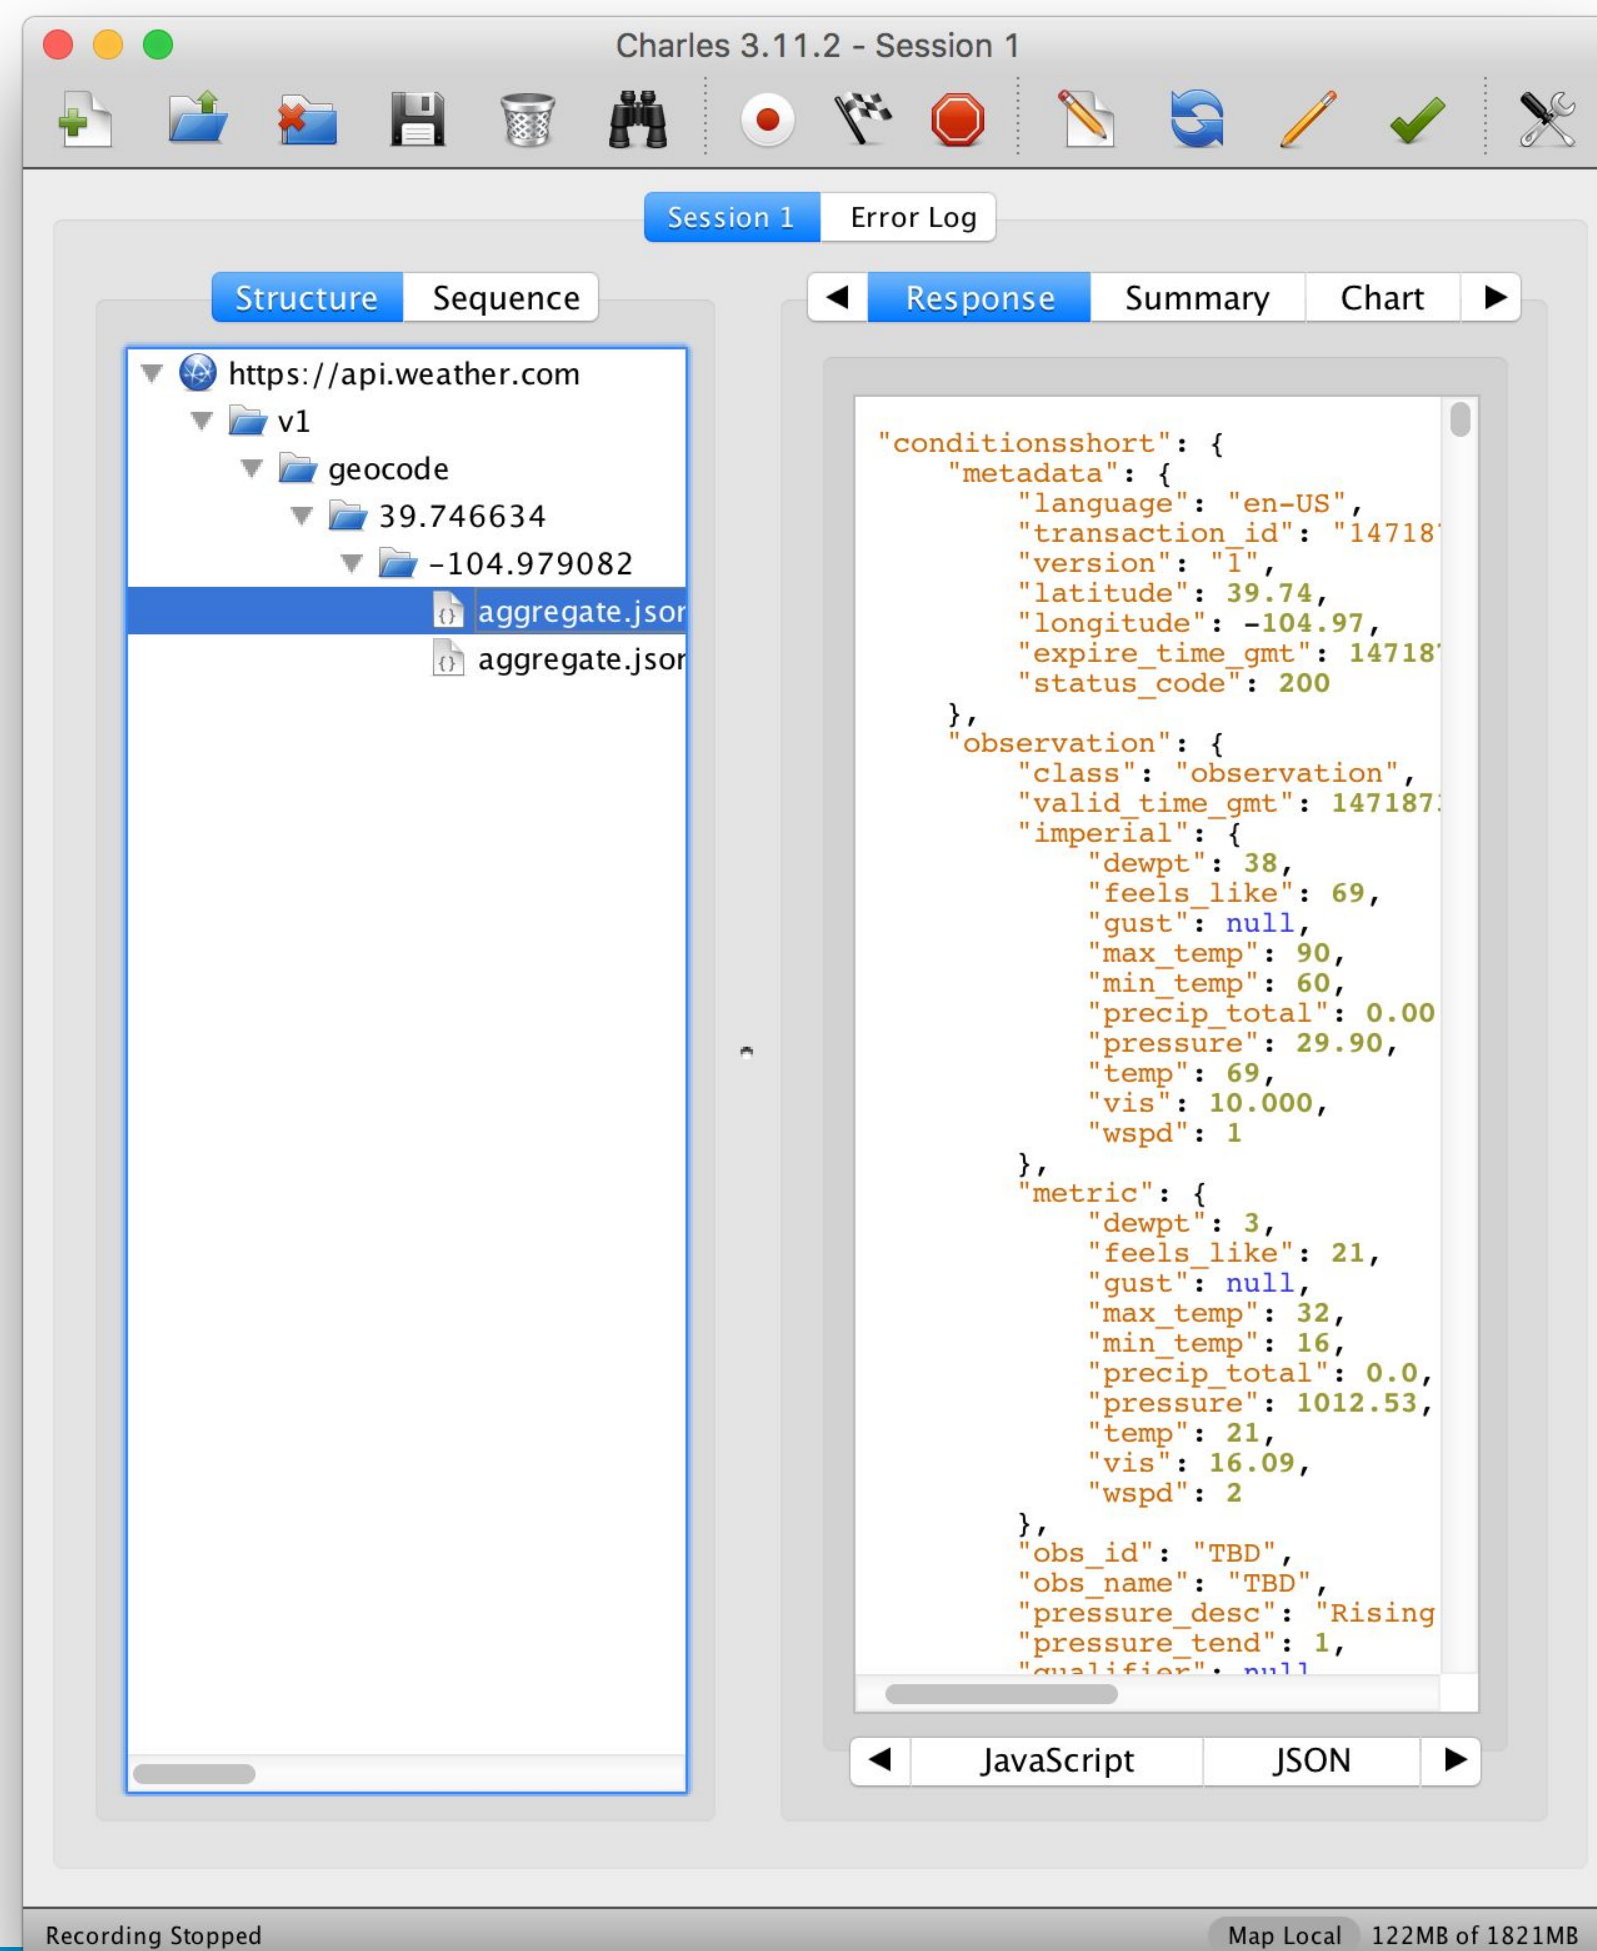 Charles 3.11.2 - Session 1
Session 1
Error Log
Structure
Sequence
https://api.weather.com
v1
geocode
39.746634
-104.979082
aggregate.json
aggregate.json
Response
Summary
Chart
"conditionsshort": {
"metadata": {
"language": "en-US",
"transaction_id": "14718
"version": "1",
"latitude": 39.74,
"longitude": -104.97,
"expire_time_gmt": 14718
"status_code": 200
},
"observation": {
"class": "observation",
"valid_time_gmt": 147187
"imperial": {
"dewpt": 38,
"feels_like": 69,
"gust": null,
"max_temp": 90,
"min_temp": 60,
"precip_total": 0.00
"pressure": 29.90,
"temp": 69,
"vis": 10.000,
"wspd": 1
},
"metric": {
"dewpt": 3,
"feels_like": 21,
"gust": null,
"max_temp": 32,
"min_temp": 16,
"precip_total": 0.0,
"pressure": 1012.53,
"temp": 21,
"vis": 16.09,
"wspd": 2
},
"obs_id": "TBD",
"obs_name": "TBD",
"pressure_desc": "Rising
"pressure_tend": 1,
"qualifier": null
JavaScript
JSON
Recording Stopped
Map Local
122MB of 1821MB